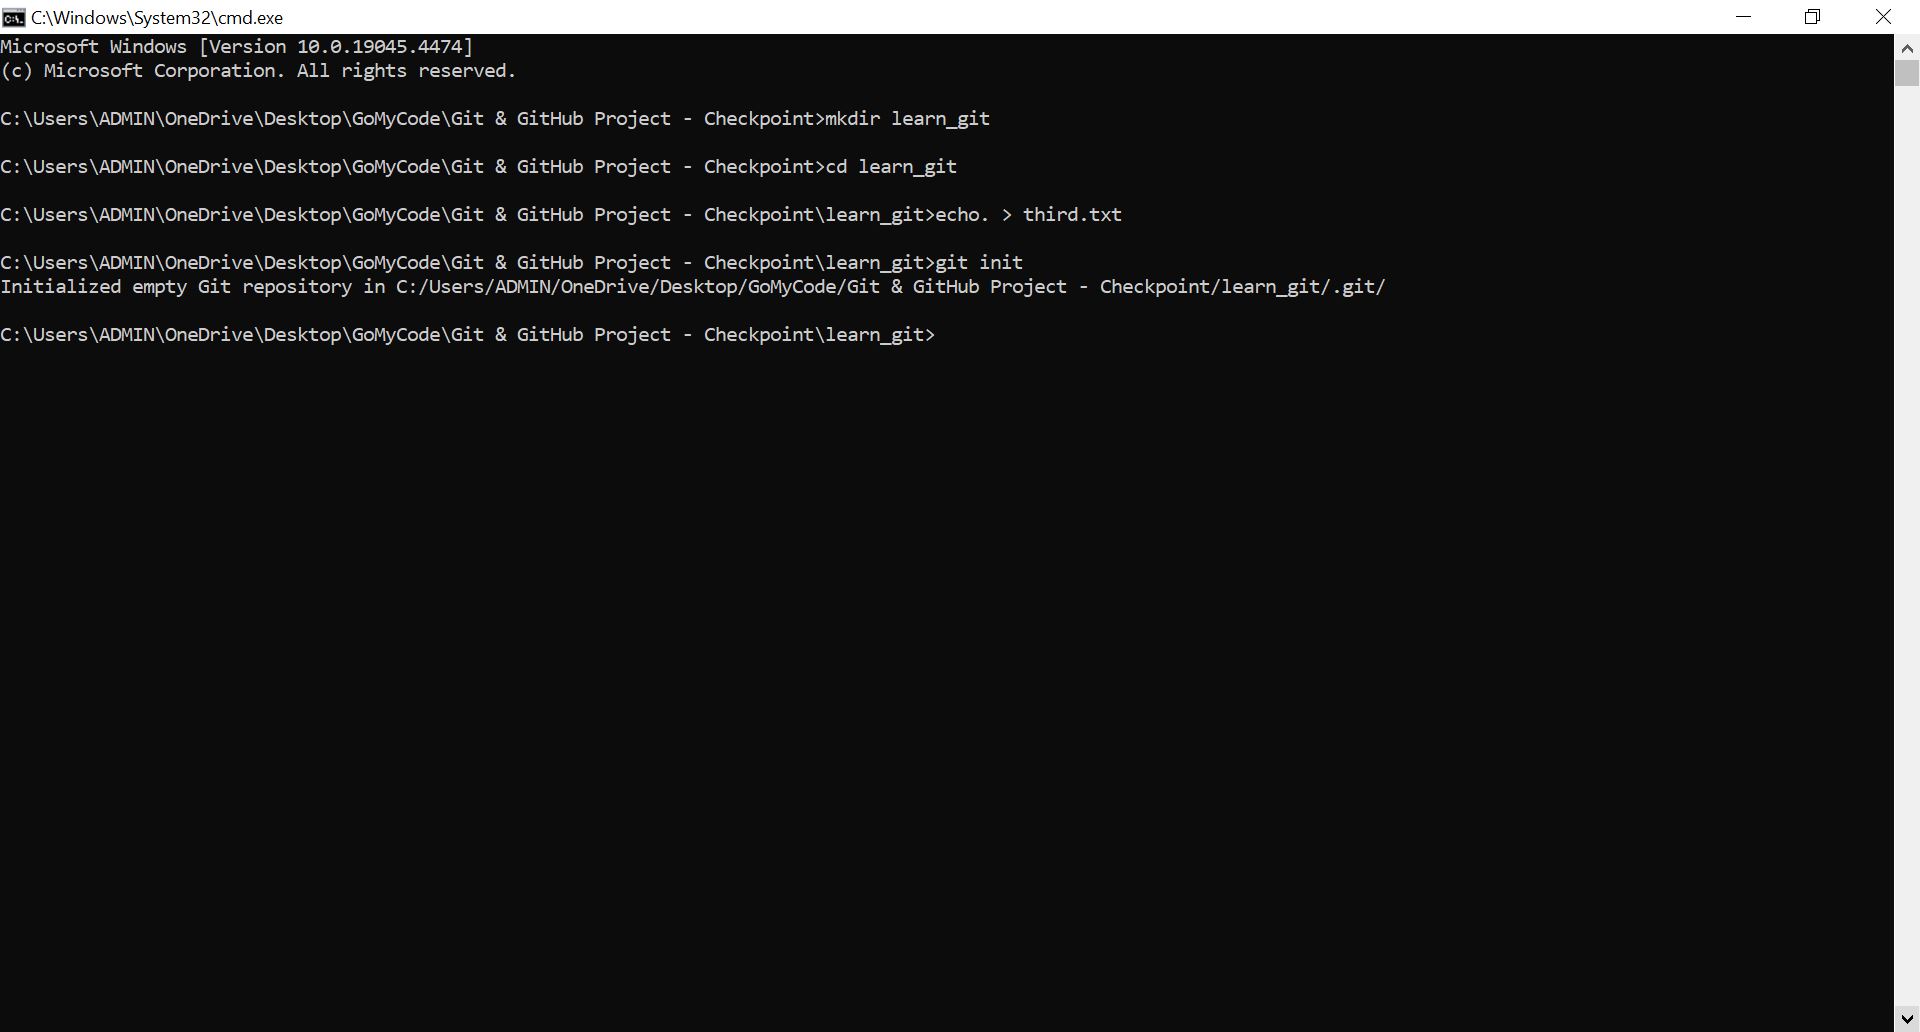 C:\Windows\System32\cmd.exe
Microsoft Windows [Version 10.0.19045.4474]
(c) Microsoft Corporation. All rights reserved.
C:\Users\ADMIN\OneDrive\Desktop\GoMyCode\Git & GitHub Project - Checkpoint>mkdir learn_git
C:\Users\ADMIN\OneDrive\Desktop\GoMyCode\Git & GitHub Project - Checkpoint>cd learn_git
C:\Users\ADMIN\OneDrive\Desktop\GoMyCode\Git & GitHub Project - Checkpoint\learn_git>echo. > third.txt
C:\Users\ADMIN\OneDrive\Desktop\GoMyCode\Git & GitHub Project - Checkpoint\learn_git>git init
Initialized empty Git repository in C:/Users/ADMIN/OneDrive/Desktop/GoMyCode/Git & GitHub Project - Checkpoint/learn_git/.git/
C:\Users\ADMIN\OneDrive\Desktop\GoMyCode\Git & GitHub Project - Checkpoint\learn_git>